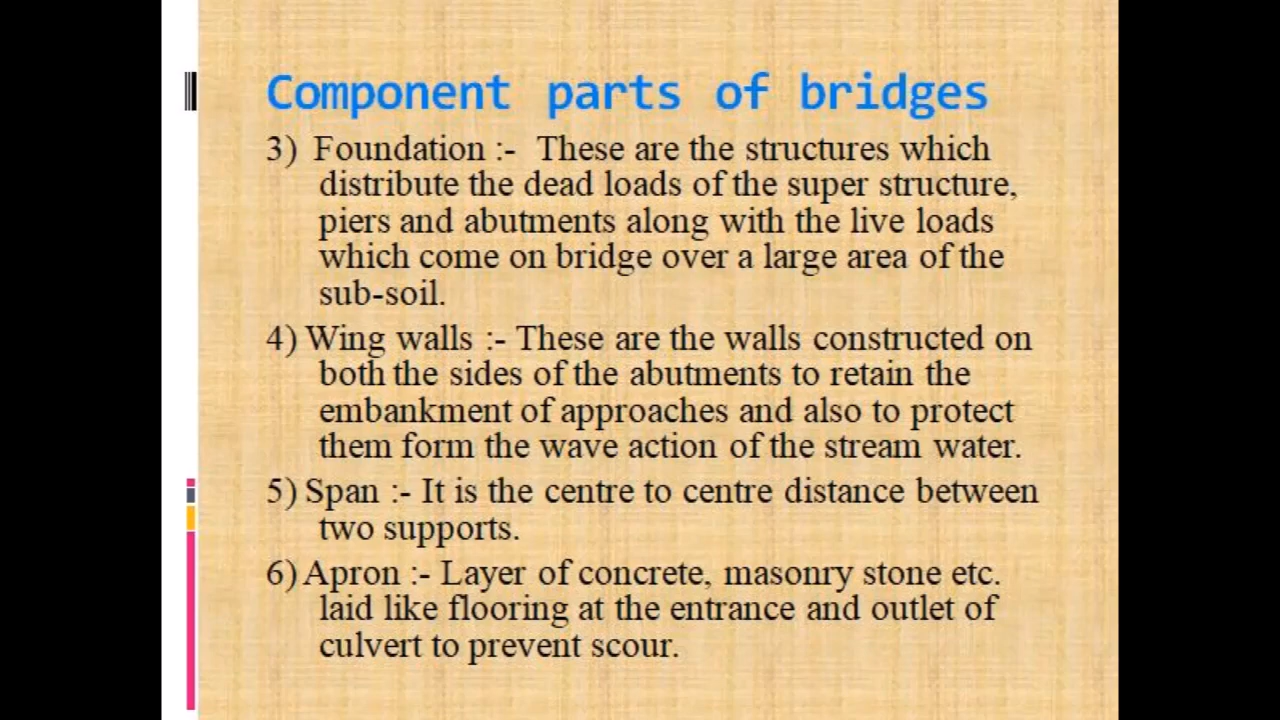 Component parts of bridges
3) Foundation :- These are the structures which
distribute the dead loads of the super structure,
piers and abutments along with the live loads
which come on bridge over a large area of the
sub-soil.
4) Wing walls :- These are the walls constructed on
both the sides of the abutments to retain the
embankment of approaches and also to protect
them form the wave action of the stream water.
5) Span :- It is the centre to centre distance between
two supports.
6) Apron :- Layer of concrete, masonry stone etc.
laid like flooring at the entrance and outlet of
culvert to prevent scour.